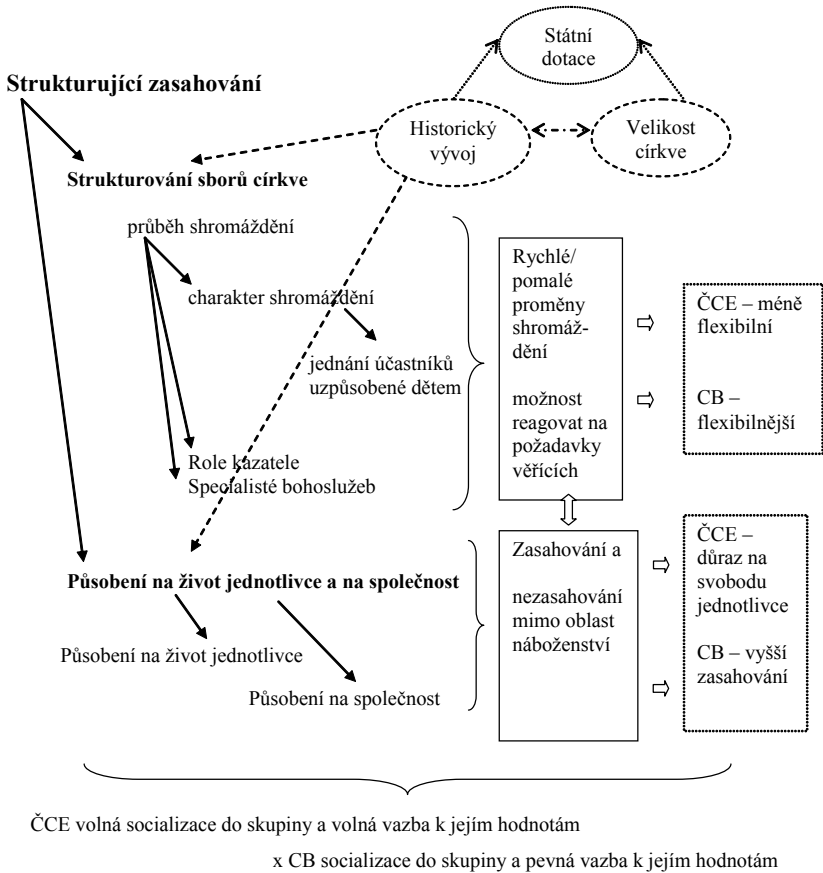 Státní
dotace
Strukturující zasahování
Historický
vývoj
Velikost
církve
Strukturování sborů církve
průběh shromáždění
charakter shromáždění
jednání účastníků
uzpůsobené dětem
Role kazatele
Specialisté bohoslužeb
Rychlé/
pomalé
proměny
shromáž-
dění
možnost
reagovat na
požadavky
věřících
ČCE – méně
flexibilní
CB –
flexibilnější
Působení na život jednotlivce a na společnost
Působení na život jednotlivce
Působení na společnost
Zasahování a
nezasahování
mimo oblast
náboženství
ČCE –
důraz na
svobodu
jednotlivce
CB – vyšší
zasahování
ČCE volná socializace do skupiny a volná vazba k jejím hodnotám
x CB socializace do skupiny a pevná vazba k jejím hodnotám